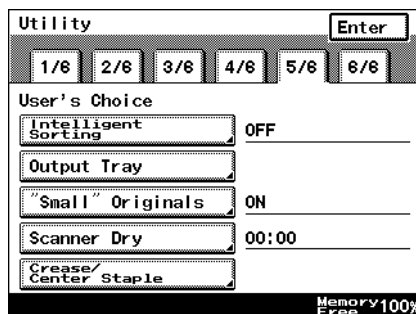 Utility
Enter
1/6 2/6 3/6 4/6 5/6 6/6
User's Choice
Intelligent
Sorting
OFF
Output Tray
"Small" Originals
ON
Scanner Dry
00:00
Crease/
Center Staple
Memory
Free 100%